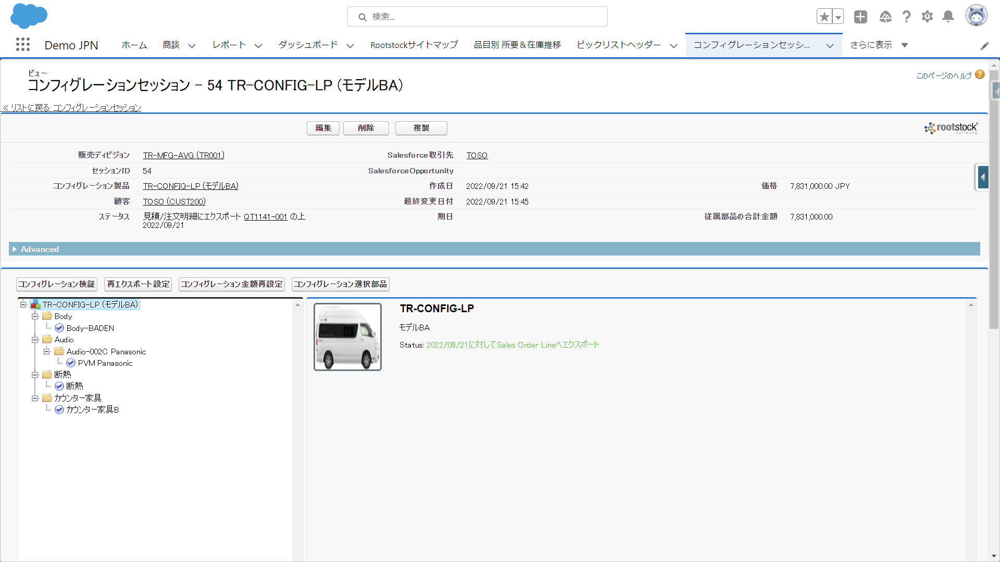 検索...
Demo JPN
ホーム
商談
レポート
ダッシュボード
Rootstockサイトマップ
品目別 所要＆在庫推移
ピックリストヘッダー
コンフィグレーションセッシ...
さらに表示
ビュー
コンフィグレーションセッション - 54 TR-CONFIG-LP (モデルBA)
このページのヘルプ
≪ リストに戻る: コンフィグレーションセッション
編集 削除 複製
rootstock
software
販売ディビジョン TR-MFG-AVG (TR001) Salesforce取引先 TOSO
セッションID 54 SalesforceOpportunity
コンフィグレーション製品 TR-CONFIG-LP (モデルBA) 作成日 2022/09/21 15:42 価格 7,831,000.00 JPY
顧客 TOSO (CUST200) 最終変更日付 2022/09/21 15:45
ステータス 見積/注文明細にエクスポート QT1141-001 の上 期日 従属部品の合計金額 7,831,000.00
2022/09/21
Advanced
コンフィグレーション検証 再エクスポート設定 コンフィグレーション金額再設定 コンフィグレーション選択部品
TR-CONFIG-LP (モデルBA)
Body
Body-BADEN
Audio
Audio-002C Panasonic
PVM Panasonic
断熱
断熱
カウンター家具
カウンター家具B
TR-CONFIG-LP
モデルBA
Status: 2022/09/21に対してSales Order Lineへエクスポート